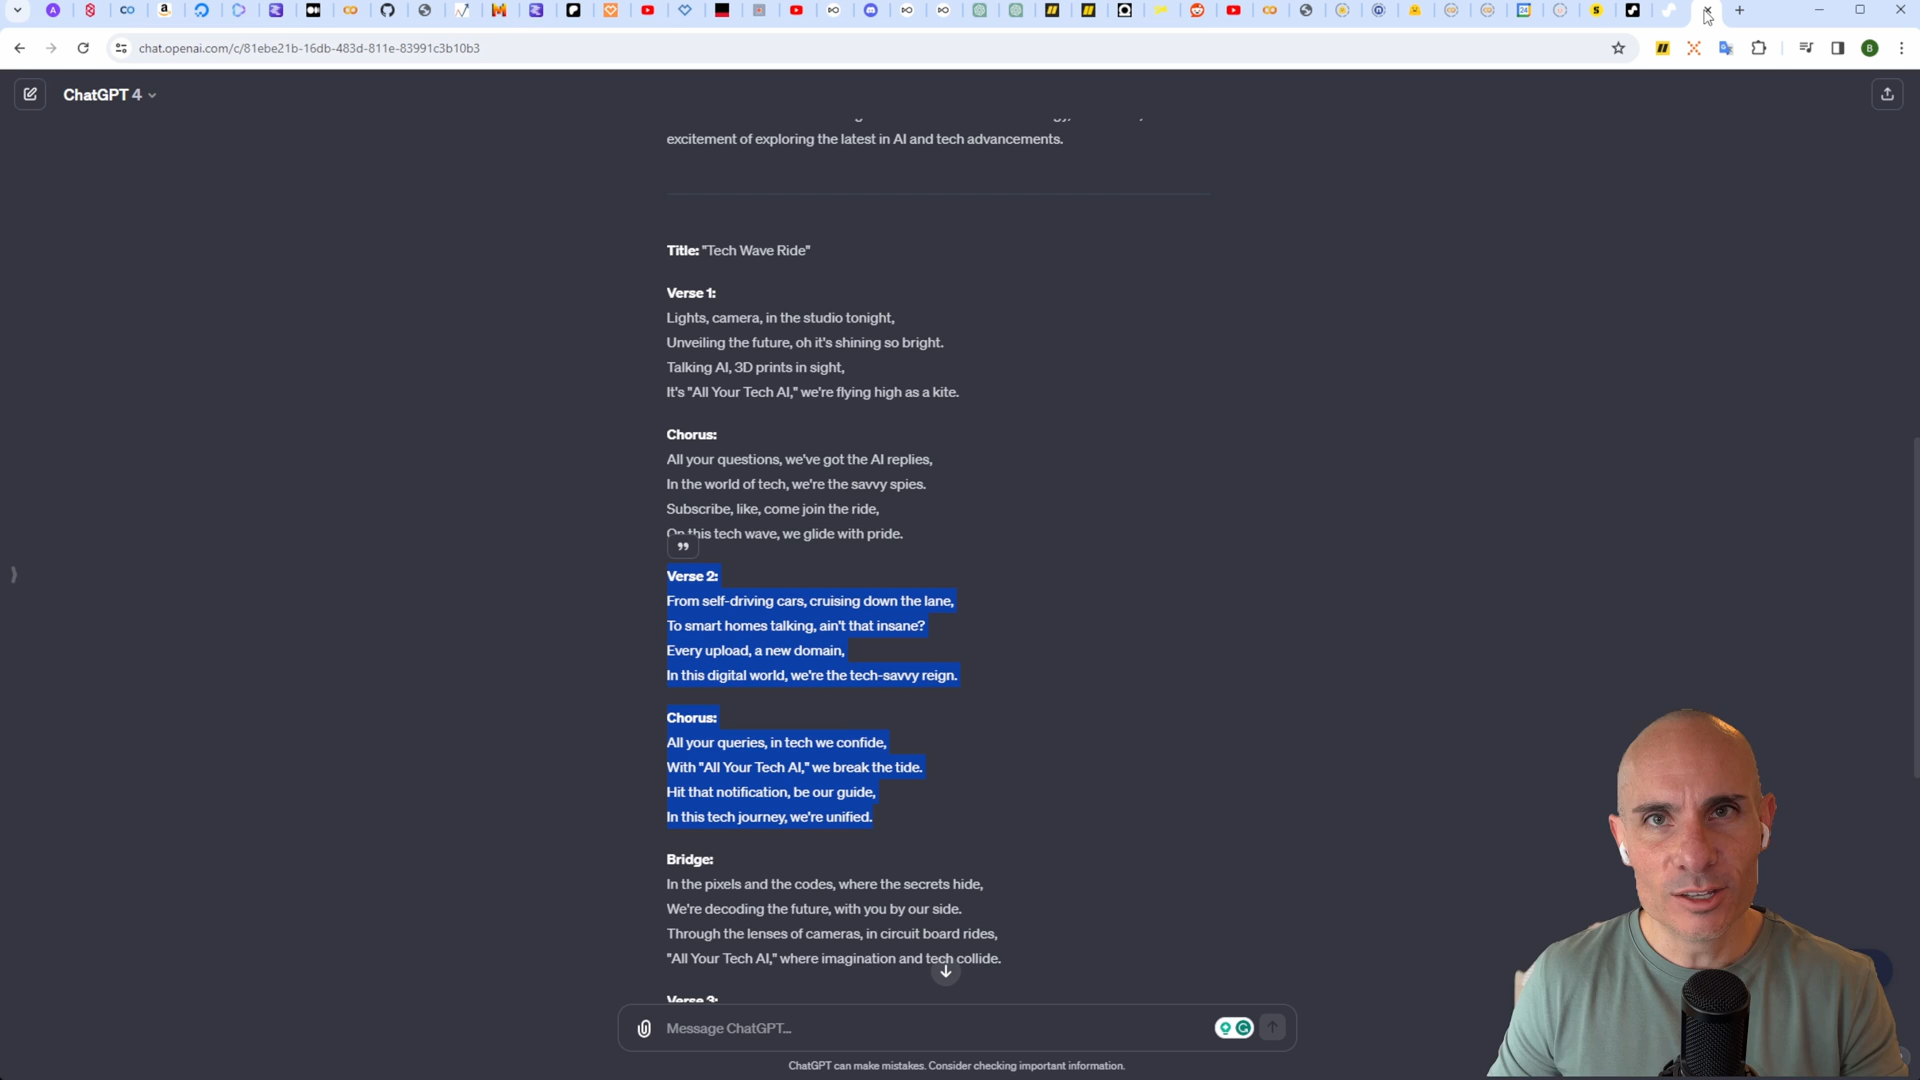 chat.openai.com/c/81ebe21b-16db-483d-811e-83991c3b10b3
B
ChatGPT 4
excitement of exploring the latest in AI and tech advancements.
Title: "Tech Wave Ride"
Verse 1:
Lights, camera, in the studio tonight,
Unveiling the future, oh it's shining so bright.
Talking AI, 3D prints in sight,
It's "All Your Tech AI," we're flying high as a kite.
Chorus:
All your questions, we've got the AI replies,
In the world of tech, we're the savvy spies.
Subscribe, like, come join the ride,
On this tech wave, we glide with pride.
Verse 2:
From self-driving cars, cruising down the lane,
To smart homes talking, ain't that insane?
Every upload, a new domain,
In this digital world, we're the tech-savvy reign.
Chorus:
All your queries, in tech we confide,
With "All Your Tech AI," we break the tide.
Hit that notification, be our guide,
In this tech journey, we're unified.
Bridge:
In the pixels and the codes, where the secrets hide,
We're decoding the future, with you by our side.
Through the lenses of cameras, in circuit board rides,
"All Your Tech AI," where imagination and tech collide.
Verse 3:
Message ChatGPT...
ChatGPT can make mistakes. Consider checking important information.